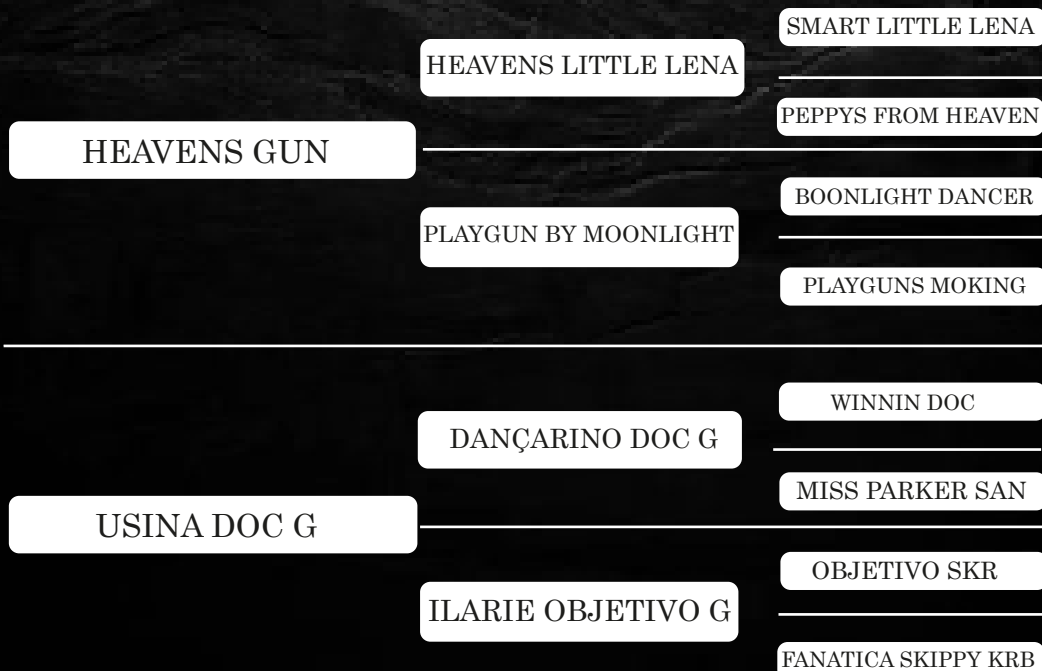 SMART LITTLE LENA
HEAVENS LITTLE LENA
PEPPYS FROM HEAVEN
HEAVENS GUN
BOONLIGHT DANCER
PLAYGUN BY MOONLIGHT
PLAYGUNS MOKING
WINNIN DOC
DANÇARINO DOC G
MISS PARKER SAN
USINA DOC G
OBJETIVO SKR
ILARIE OBJETIVO G
FANATICA SKIPPY KRB